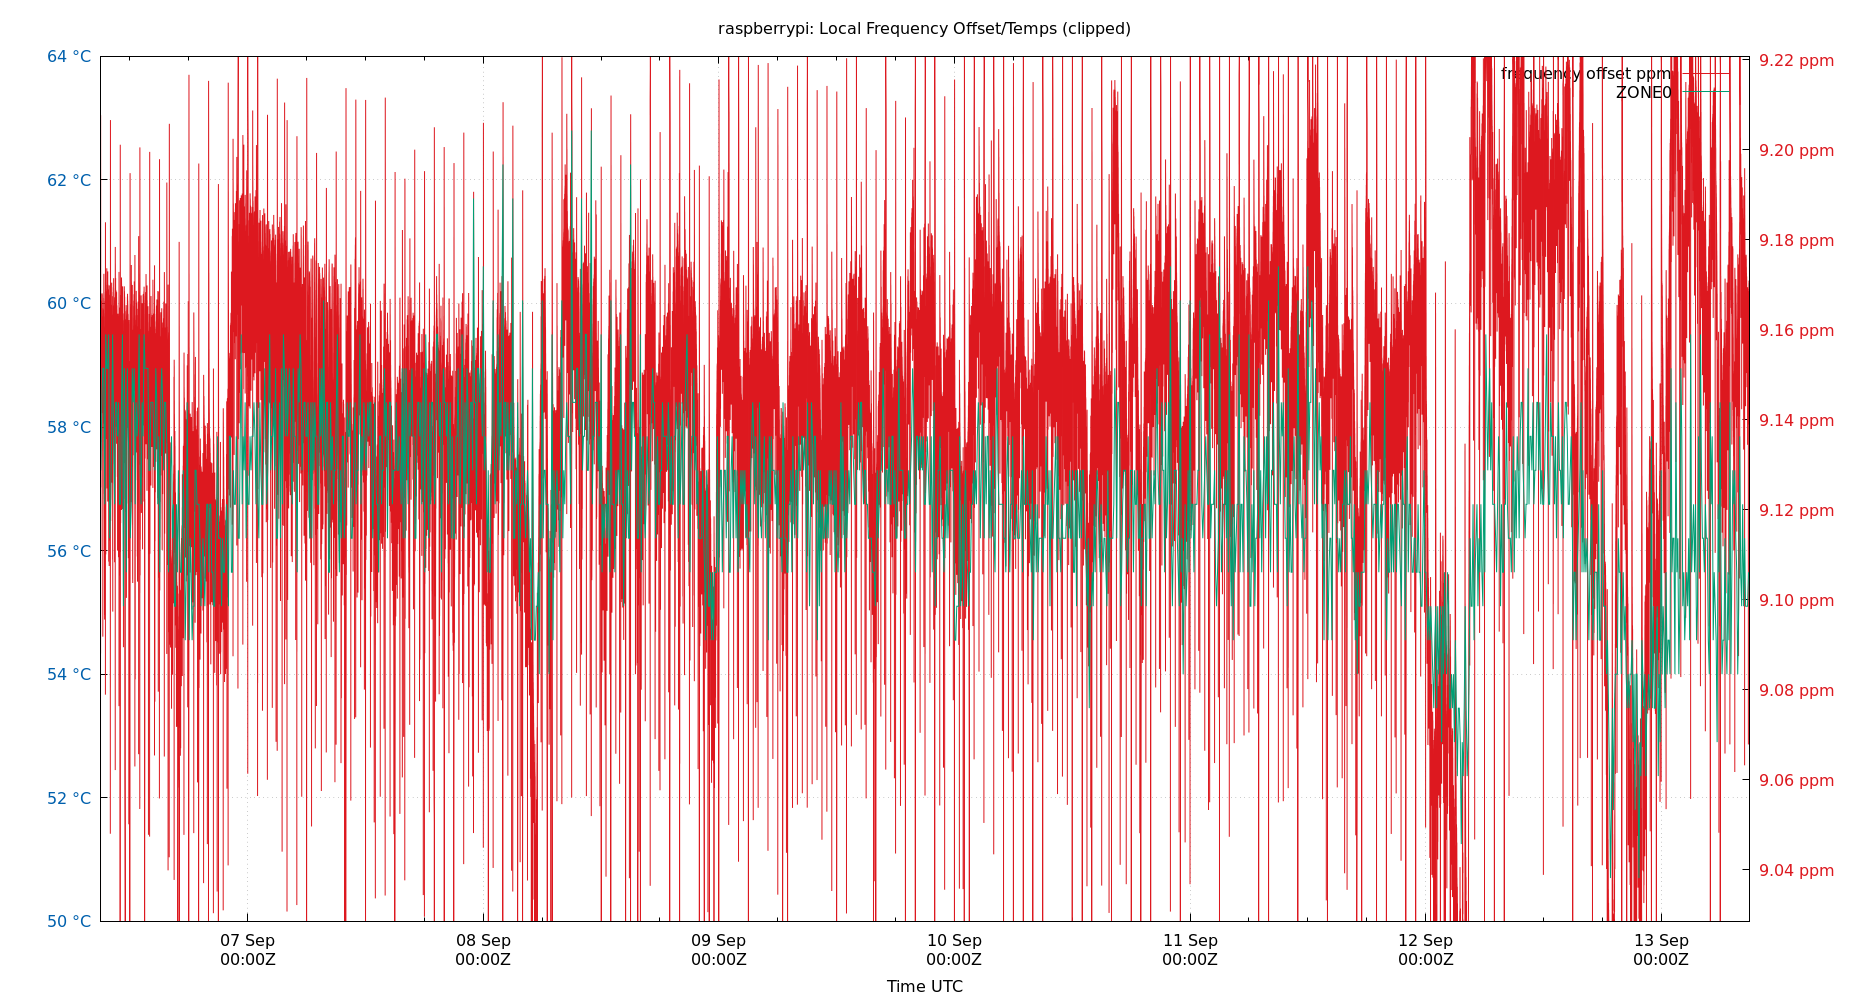 raspberrypi: Local Frequency Offset/Temps (clipped)
64 °C
62 °C
60 °C
58 °C
56 °C
54 °C
52 °C
50 °C
9.22 ppm
9.20 ppm
9.18 ppm
9.16 ppm
9.14 ppm
9.12 ppm
9.10 ppm
9.08 ppm
9.06 ppm
9.04 ppm
frequency offset ppm
ZONE0
07 Sep
00:00Z
08 Sep
00:00Z
09 Sep
00:00Z
10 Sep
00:00Z
11 Sep
00:00Z
12 Sep
00:00Z
13 Sep
00:00Z
Time UTC